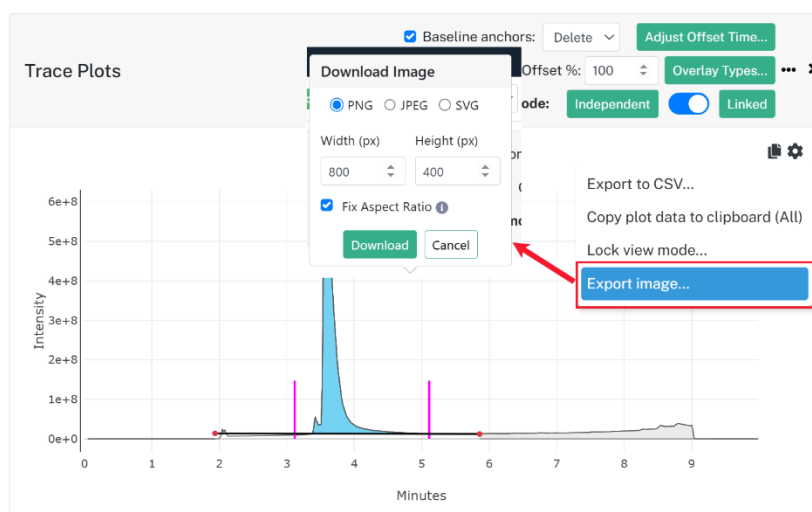 Baseline anchors: Delete Adjust Offset Time...
Trace Plots
Offset %: 100 Overlay Types... •••
ode: Independent Linked
Download Image
PNG JPEG SVG
Width (px) Height (px)
800 400
Fix Aspect Ratio
Download Cancel
Export to CSV...
Copy plot data to clipboard (All)
Lock view mode...
Export image...
Intensity
6e+8
5e+8
4e+8
3e+8
2e+8
1e+8
0e+0
0 1 2 3 4 5 6 7 8 9
Minutes